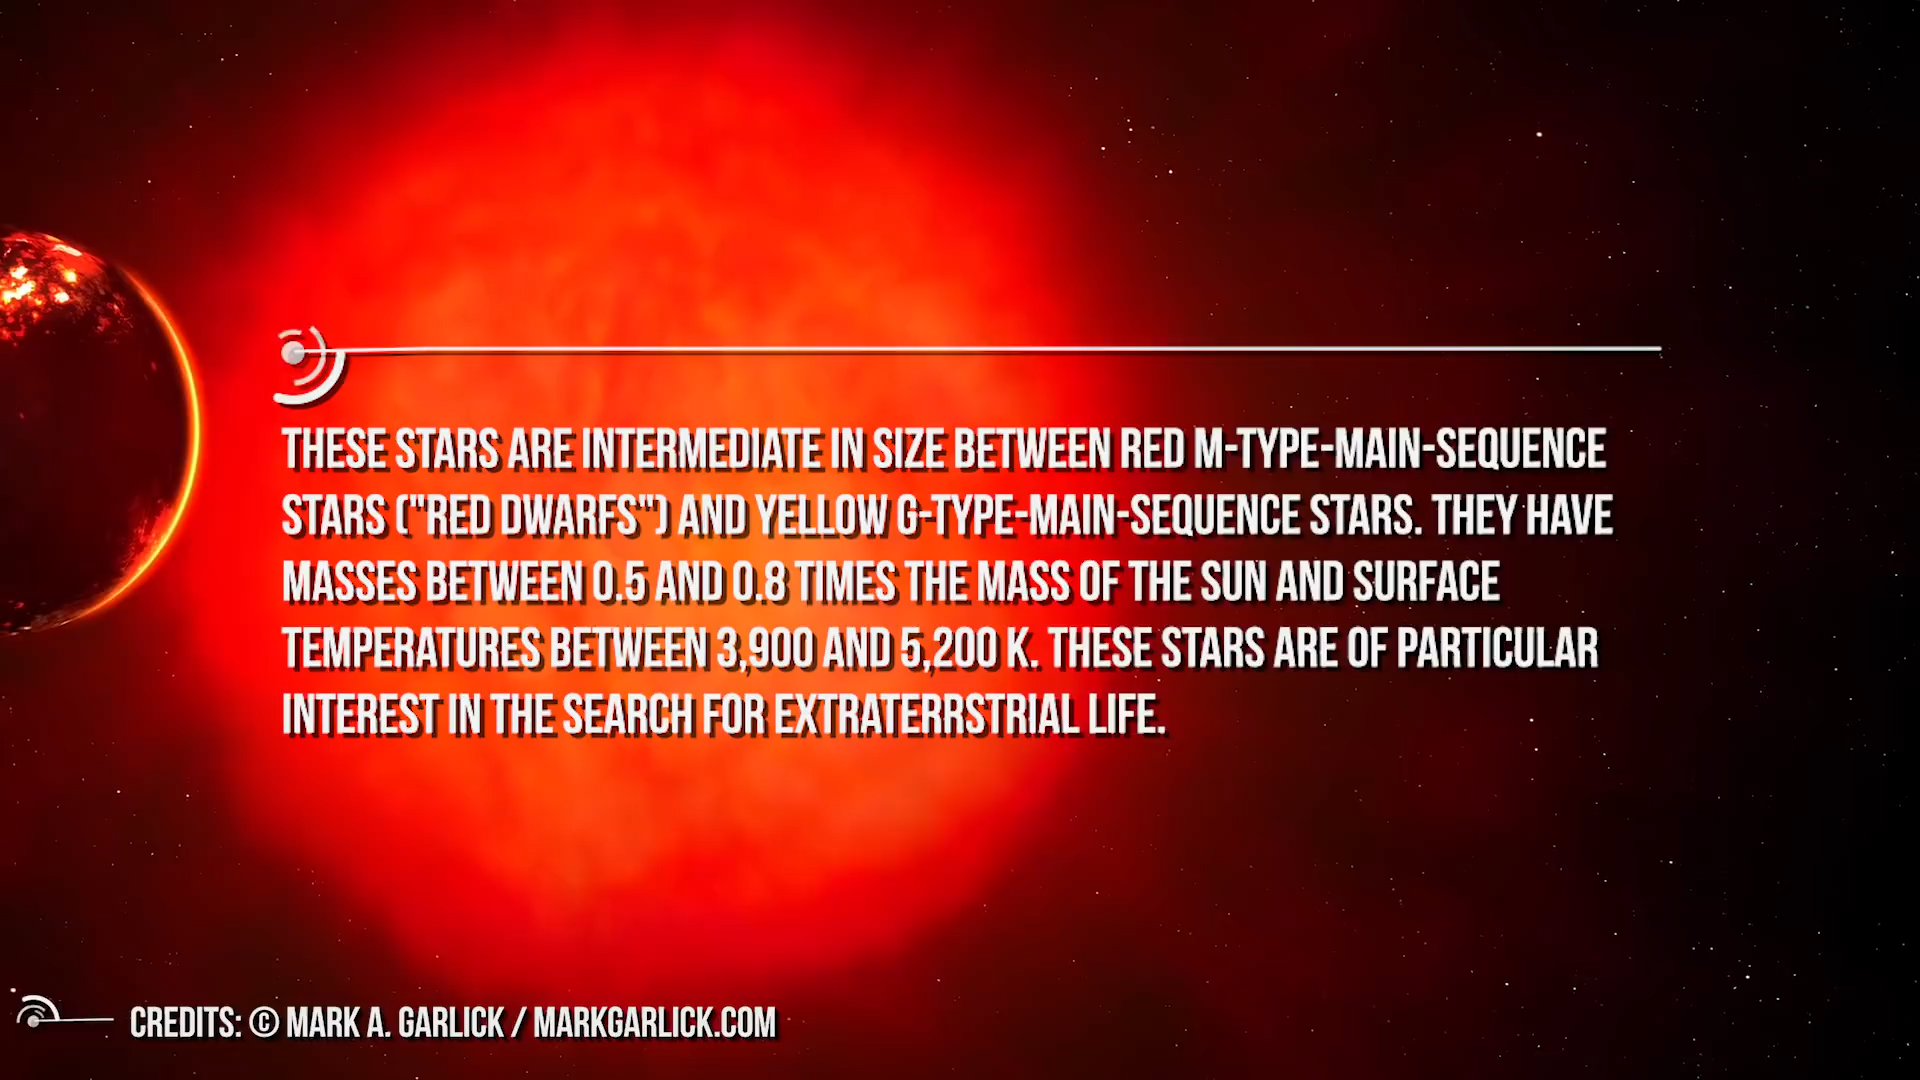 THESE STARS ARE INTERMEDIATE IN SIZE BETWEEN RED M-TYPE-MAIN-SEQUENCE
STARS ("RED DWARFS") AND YELLOW G-TYPE-MAIN-SEQUENCE STARS. THEY HAVE
MASSES BETWEEN 0.5 AND 0.8 TIMES THE MASS OF THE SUN AND SURFACE
TEMPERATURES BETWEEN 3,900 AND 5,200 K. THESE STARS ARE OF PARTICULAR
INTEREST IN THE SEARCH FOR EXTRATERRSTRIAL LIFE.
CREDITS: © MARK A. GARLICK / MARKGARLICK.COM